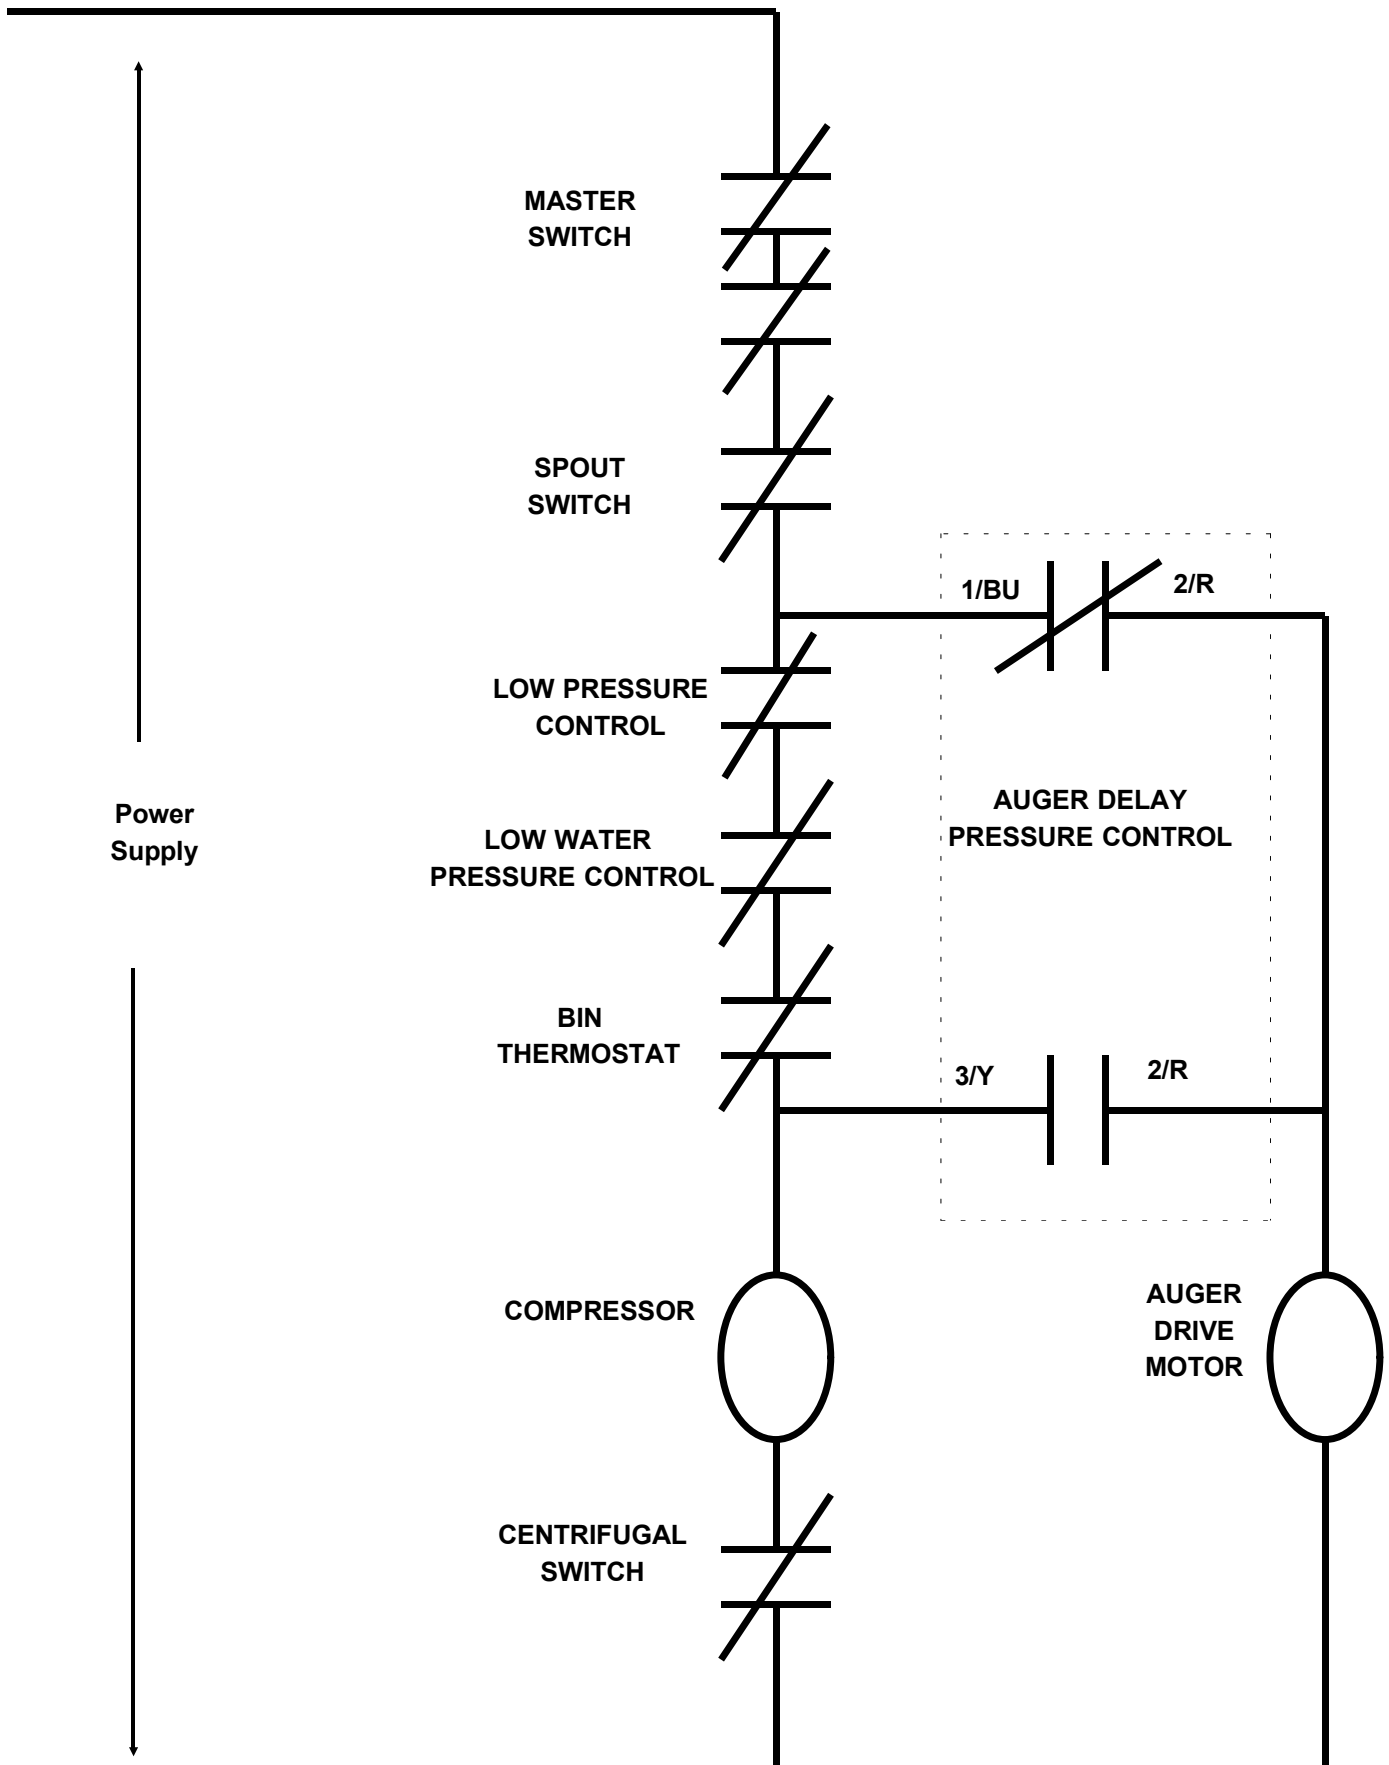 MASTER
SWITCH
SPOUT
SWITCH
1/BU
2/R
LOW PRESSURE
CONTROL
AUGER DELAY
PRESSURE CONTROL
Power
Supply
LOW WATER
PRESSURE CONTROL
BIN
THERMOSTAT
3/Y
2/R
COMPRESSOR
AUGER
DRIVE
MOTOR
CENTRIFUGAL
SWITCH